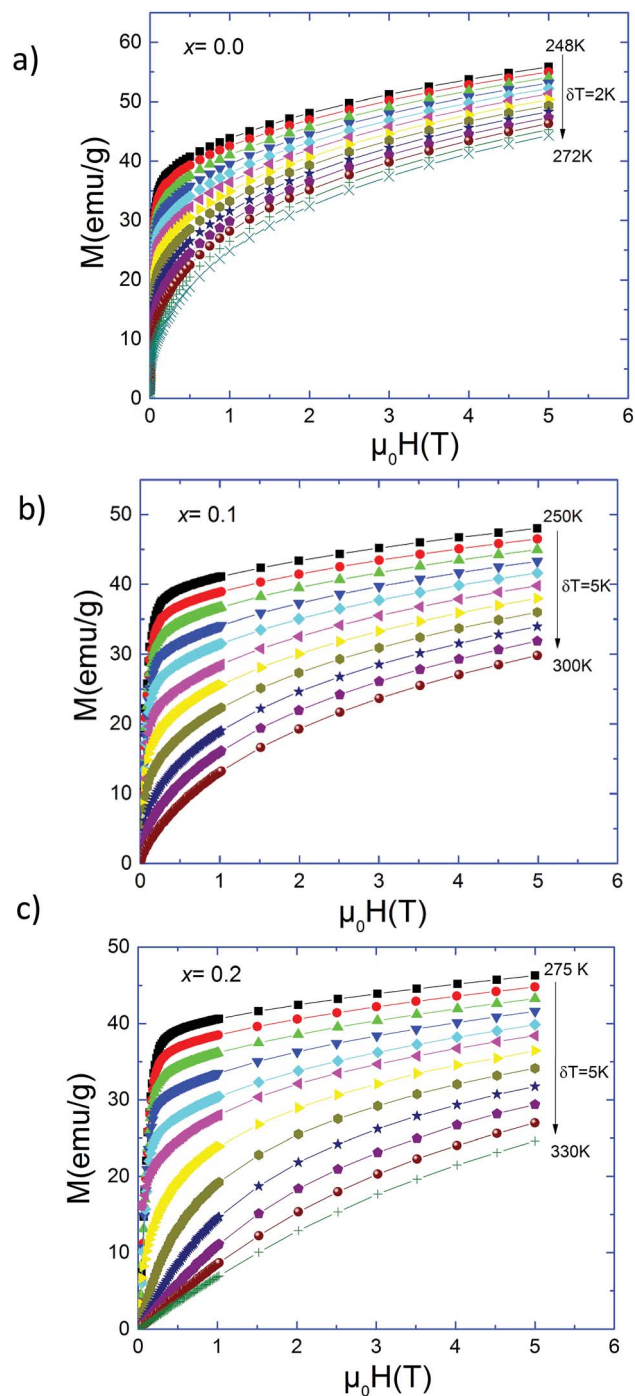 a)
x= 0.0
248K
δT=2K
272K
M(emu/g)
60
50
40
30
20
10
0
0 1 2 3 4 5 6
μ₀H(T)
b)
x= 0.1
250K
δT=5K
300K
M(emu/g)
50
40
30
20
10
0
0 1 2 3 4 5 6
μ₀H(T)
c)
x= 0.2
275 K
δT=5K
330K
M(emu/g)
50
40
30
20
10
0
0 1 2 3 4 5 6
μ₀H(T)